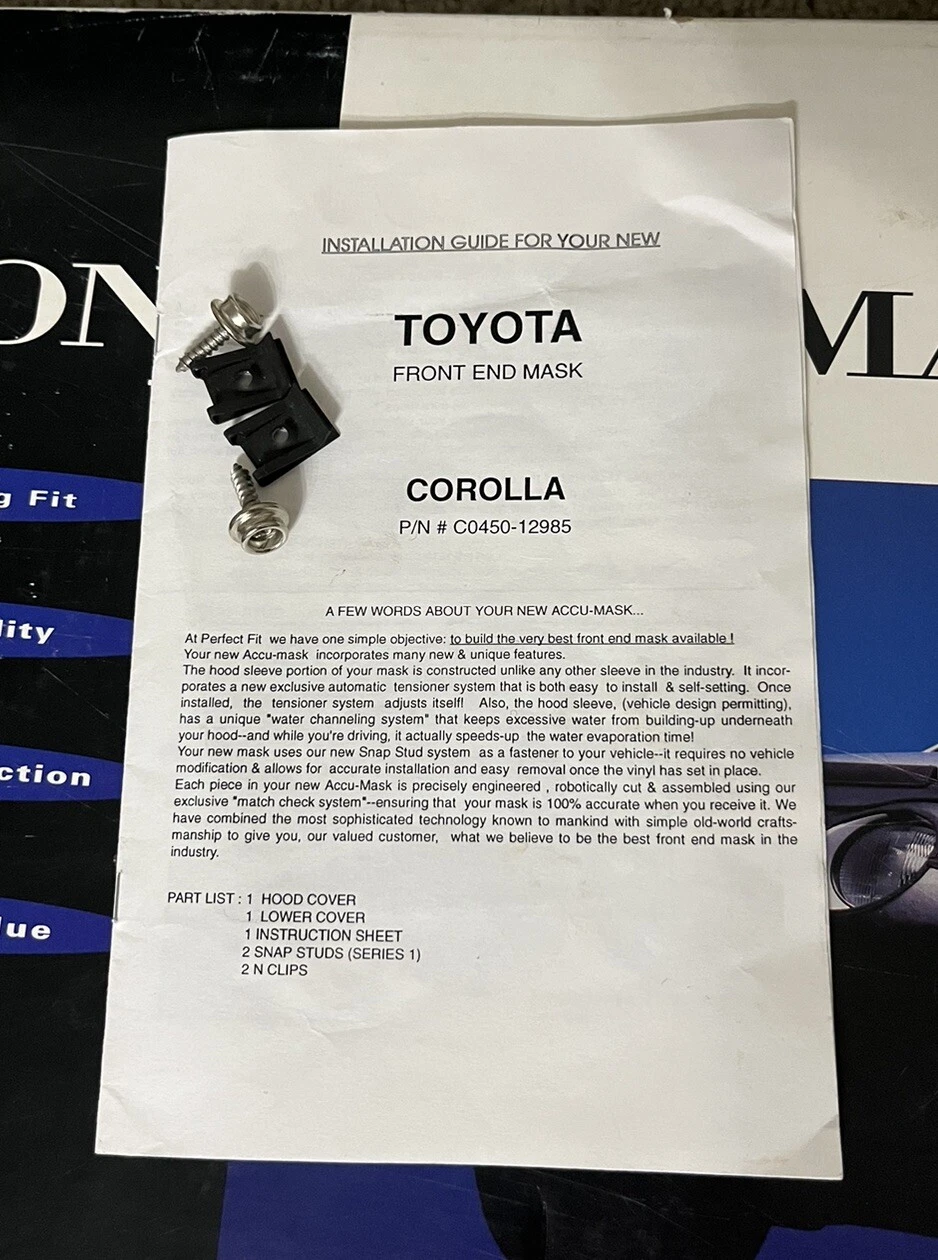 INSTALLATION GUIDE FOR YOUR NEW
TOYOTA
FRONT END MASK
COROLLA
P/N # C0450-12985
A FEW WORDS ABOUT YOUR NEW ACCU-MASK...
At Perfect Fit we have one simple objective: to build the very best front end mask available !
Your new Accu-mask incorporates many new & unique features.
The hood sleeve portion of your mask is constructed unlike any other sleeve in the industry. It incor-
porates a new exclusive automatic tensioner system that is both easy to install & self-setting. Once
installed, the tensioner system adjusts itself! Also, the hood sleeve, (vehicle design permitting),
has a unique "water channeling system" that keeps excessive water from building-up underneath
your hood--and while you're driving, it actually speeds-up the water evaporation time!
Your new mask uses our new Snap Stud system as a fastener to your vehicle--it requires no vehicle
modification & allows for accurate installation and easy removal once the vinyl has set in place.
Each piece in your new Accu-Mask is precisely engineered , robotically cut & assembled using our
exclusive "match check system"--ensuring that your mask is 100% accurate when you receive it. We
have combined the most sophisticated technology known to mankind with simple old-world crafts-
manship to give you, our valued customer, what we believe to be the best front end mask in the
industry.
PART LIST : 1 HOOD COVER
1 LOWER COVER
1 INSTRUCTION SHEET
2 SNAP STUDS (SERIES 1)
2 N CLIPS
ON
MA
g Fit
lity
ction
lue